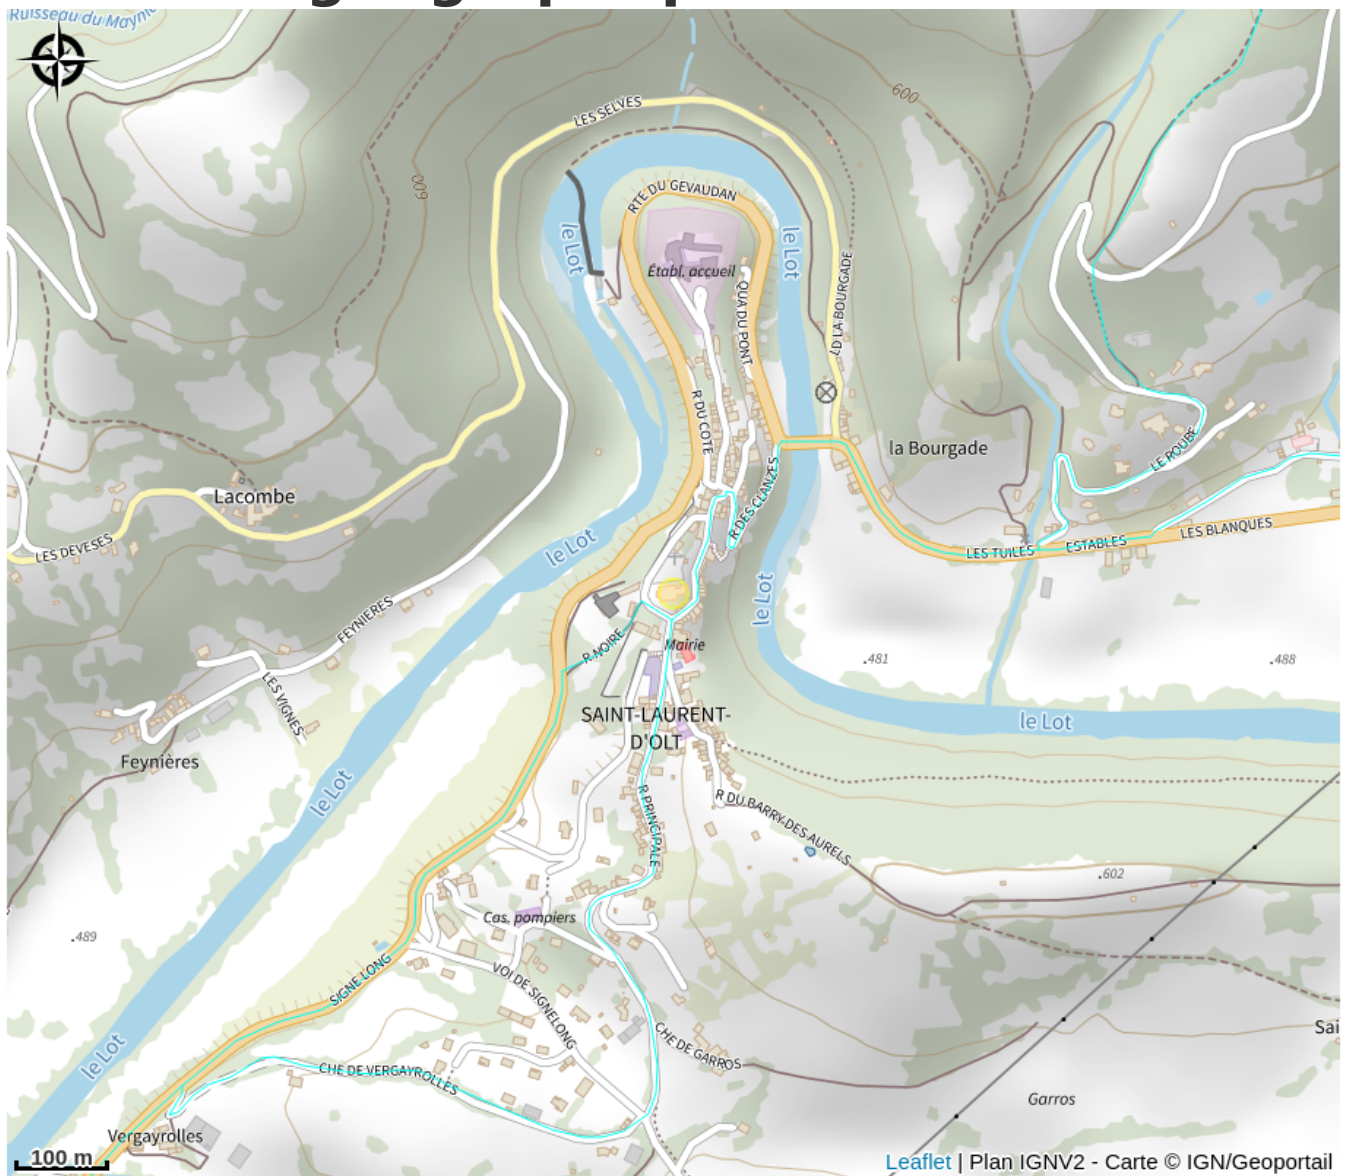 Ruisseau du Mayni
LES SELVES
600
600
RTE DU GEVAUDAN
le Lot
le Lot
Établ. accueil
QUA DU PONT
LD LA BOURGADE
R DU COTE
la Bourgade
LE ROUBE
R DES CLANZES
Lacombe
LES DEVESES
le Lot
LES TUILES
ESTABLES
LES BLANQUES
le Lot
FEYNIERES
R NOIRE
Mairie
.481
.488
LES VIGNES
SAINT-LAURENT-
D'OLT
le Lot
Feynières
le Lot
R PRINCIPALE
R DU BARRY-DES-AURELS
.602
Cas. pompiers
.489
SIGNE LONG
VOI DE SIGNELONG
Sai
CHE DE GARROS
le Lot
CHE DE VERGAYROLLES
Garros
Vergayrolles
100 m
Leaflet | Plan IGNV2 - Carte © IGN/Geoportail